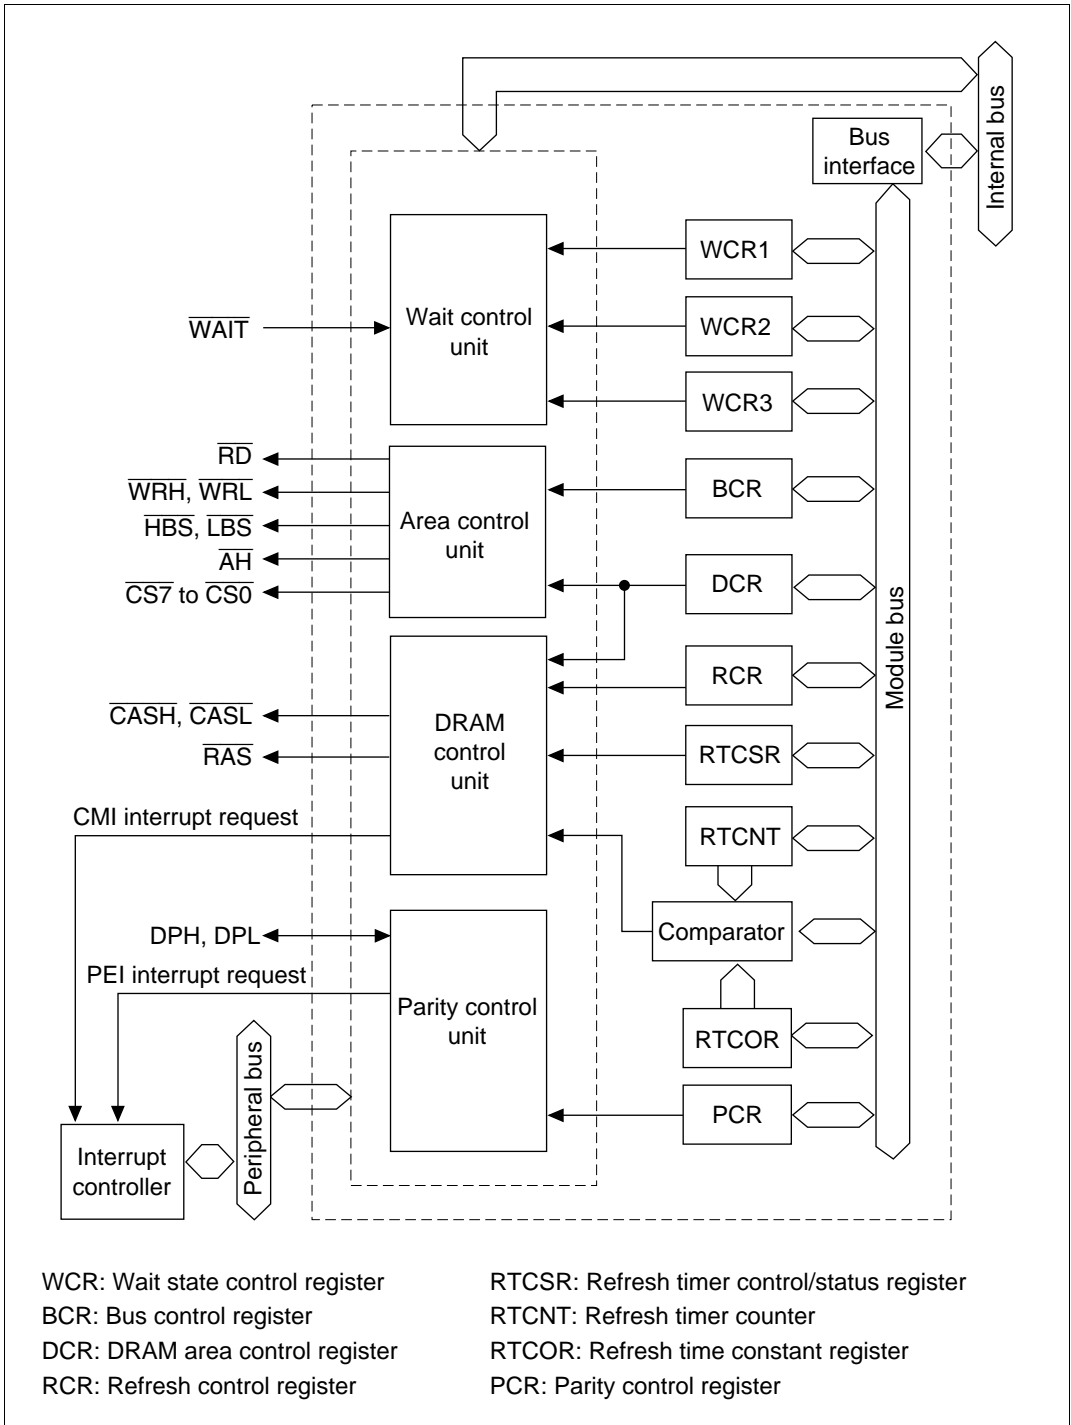 Internal bus
Bus
interface
WCR1
Wait control
unit
WAIT
WCR2
WCR3
RD
WRH, WRL
HBS, LBS
AH
CS7 to CS0
Area control
unit
BCR
DCR
Module bus
RCR
CASH, CASL
RAS
DRAM
control
unit
RTCSR
CMI interrupt request
RTCNT
DPH, DPL
Comparator
PEI interrupt request
Parity control
unit
RTCOR
Peripheral bus
PCR
Interrupt
controller
WCR: Wait state control register
BCR: Bus control register
DCR: DRAM area control register
RCR: Refresh control register
RTCSR: Refresh timer control/status register
RTCNT: Refresh timer counter
RTCOR: Refresh time constant register
PCR: Parity control register